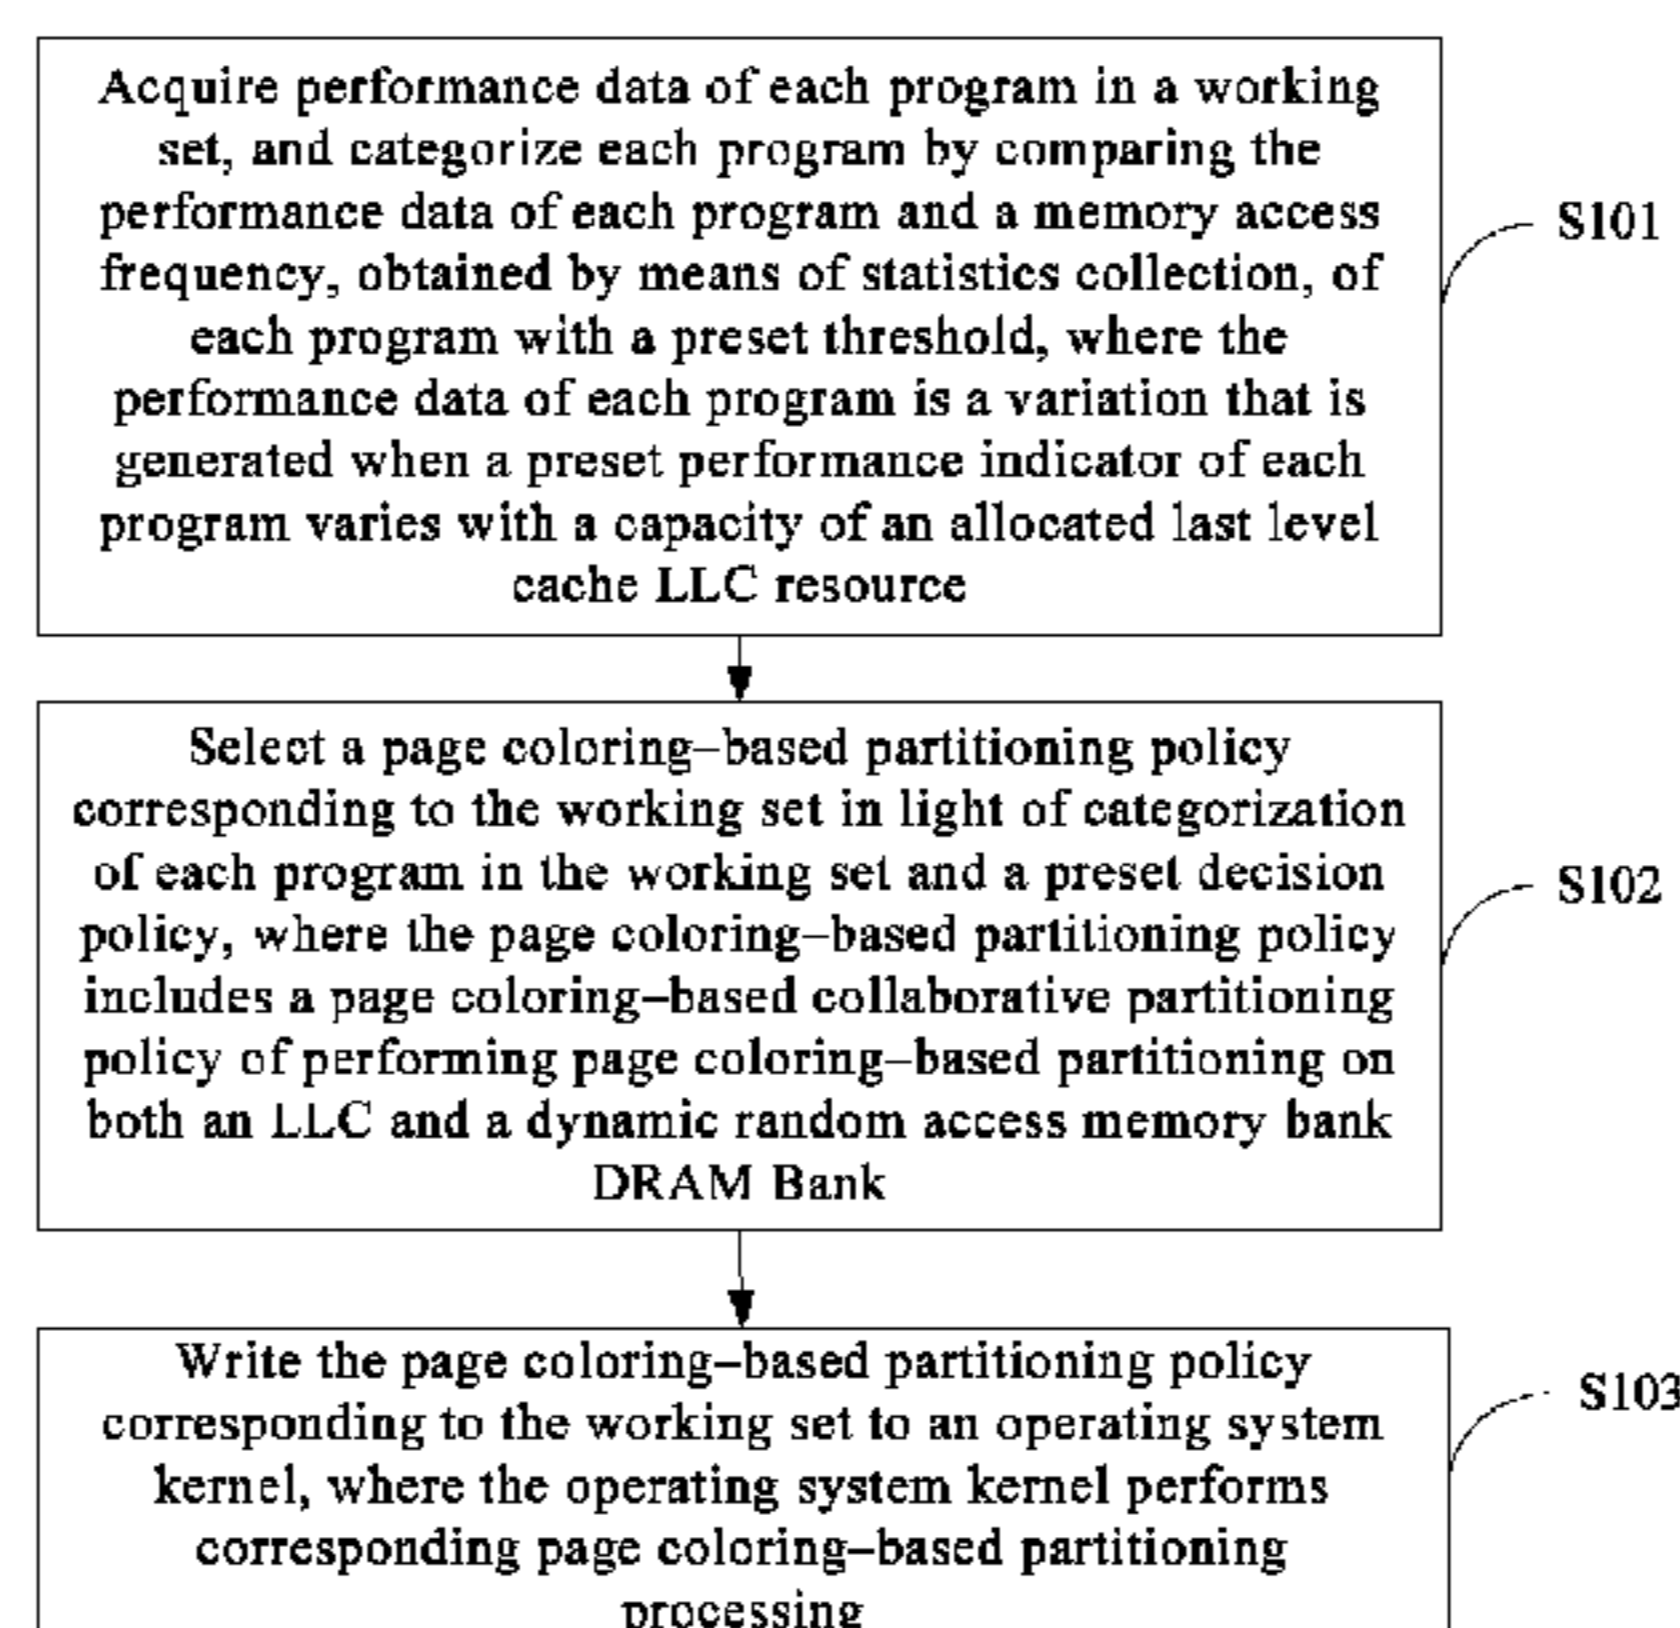 Acquire performance data of each program in a working
set, and categorize each program by comparing the
performance data of each program and a memory access
frequency, obtained by means of statistics collection, of
each program with a preset threshold, where the
performance data of each program is a variation that is
generated when a preset performance indicator of each
program varies with a capacity of an allocated last level
cache LLC resource
S101
Select a page coloring–based partitioning policy
corresponding to the working set in light of categorization
of each program in the working set and a preset decision
policy, where the page coloring–based partitioning policy
includes a page coloring–based collaborative partitioning
policy of performing page coloring–based partitioning on
both an LLC and a dynamic random access memory bank
DRAM Bank
S102
Write the page coloring–based partitioning policy
corresponding to the working set to an operating system
kernel, where the operating system kernel performs
corresponding page coloring–based partitioning
processing
S103